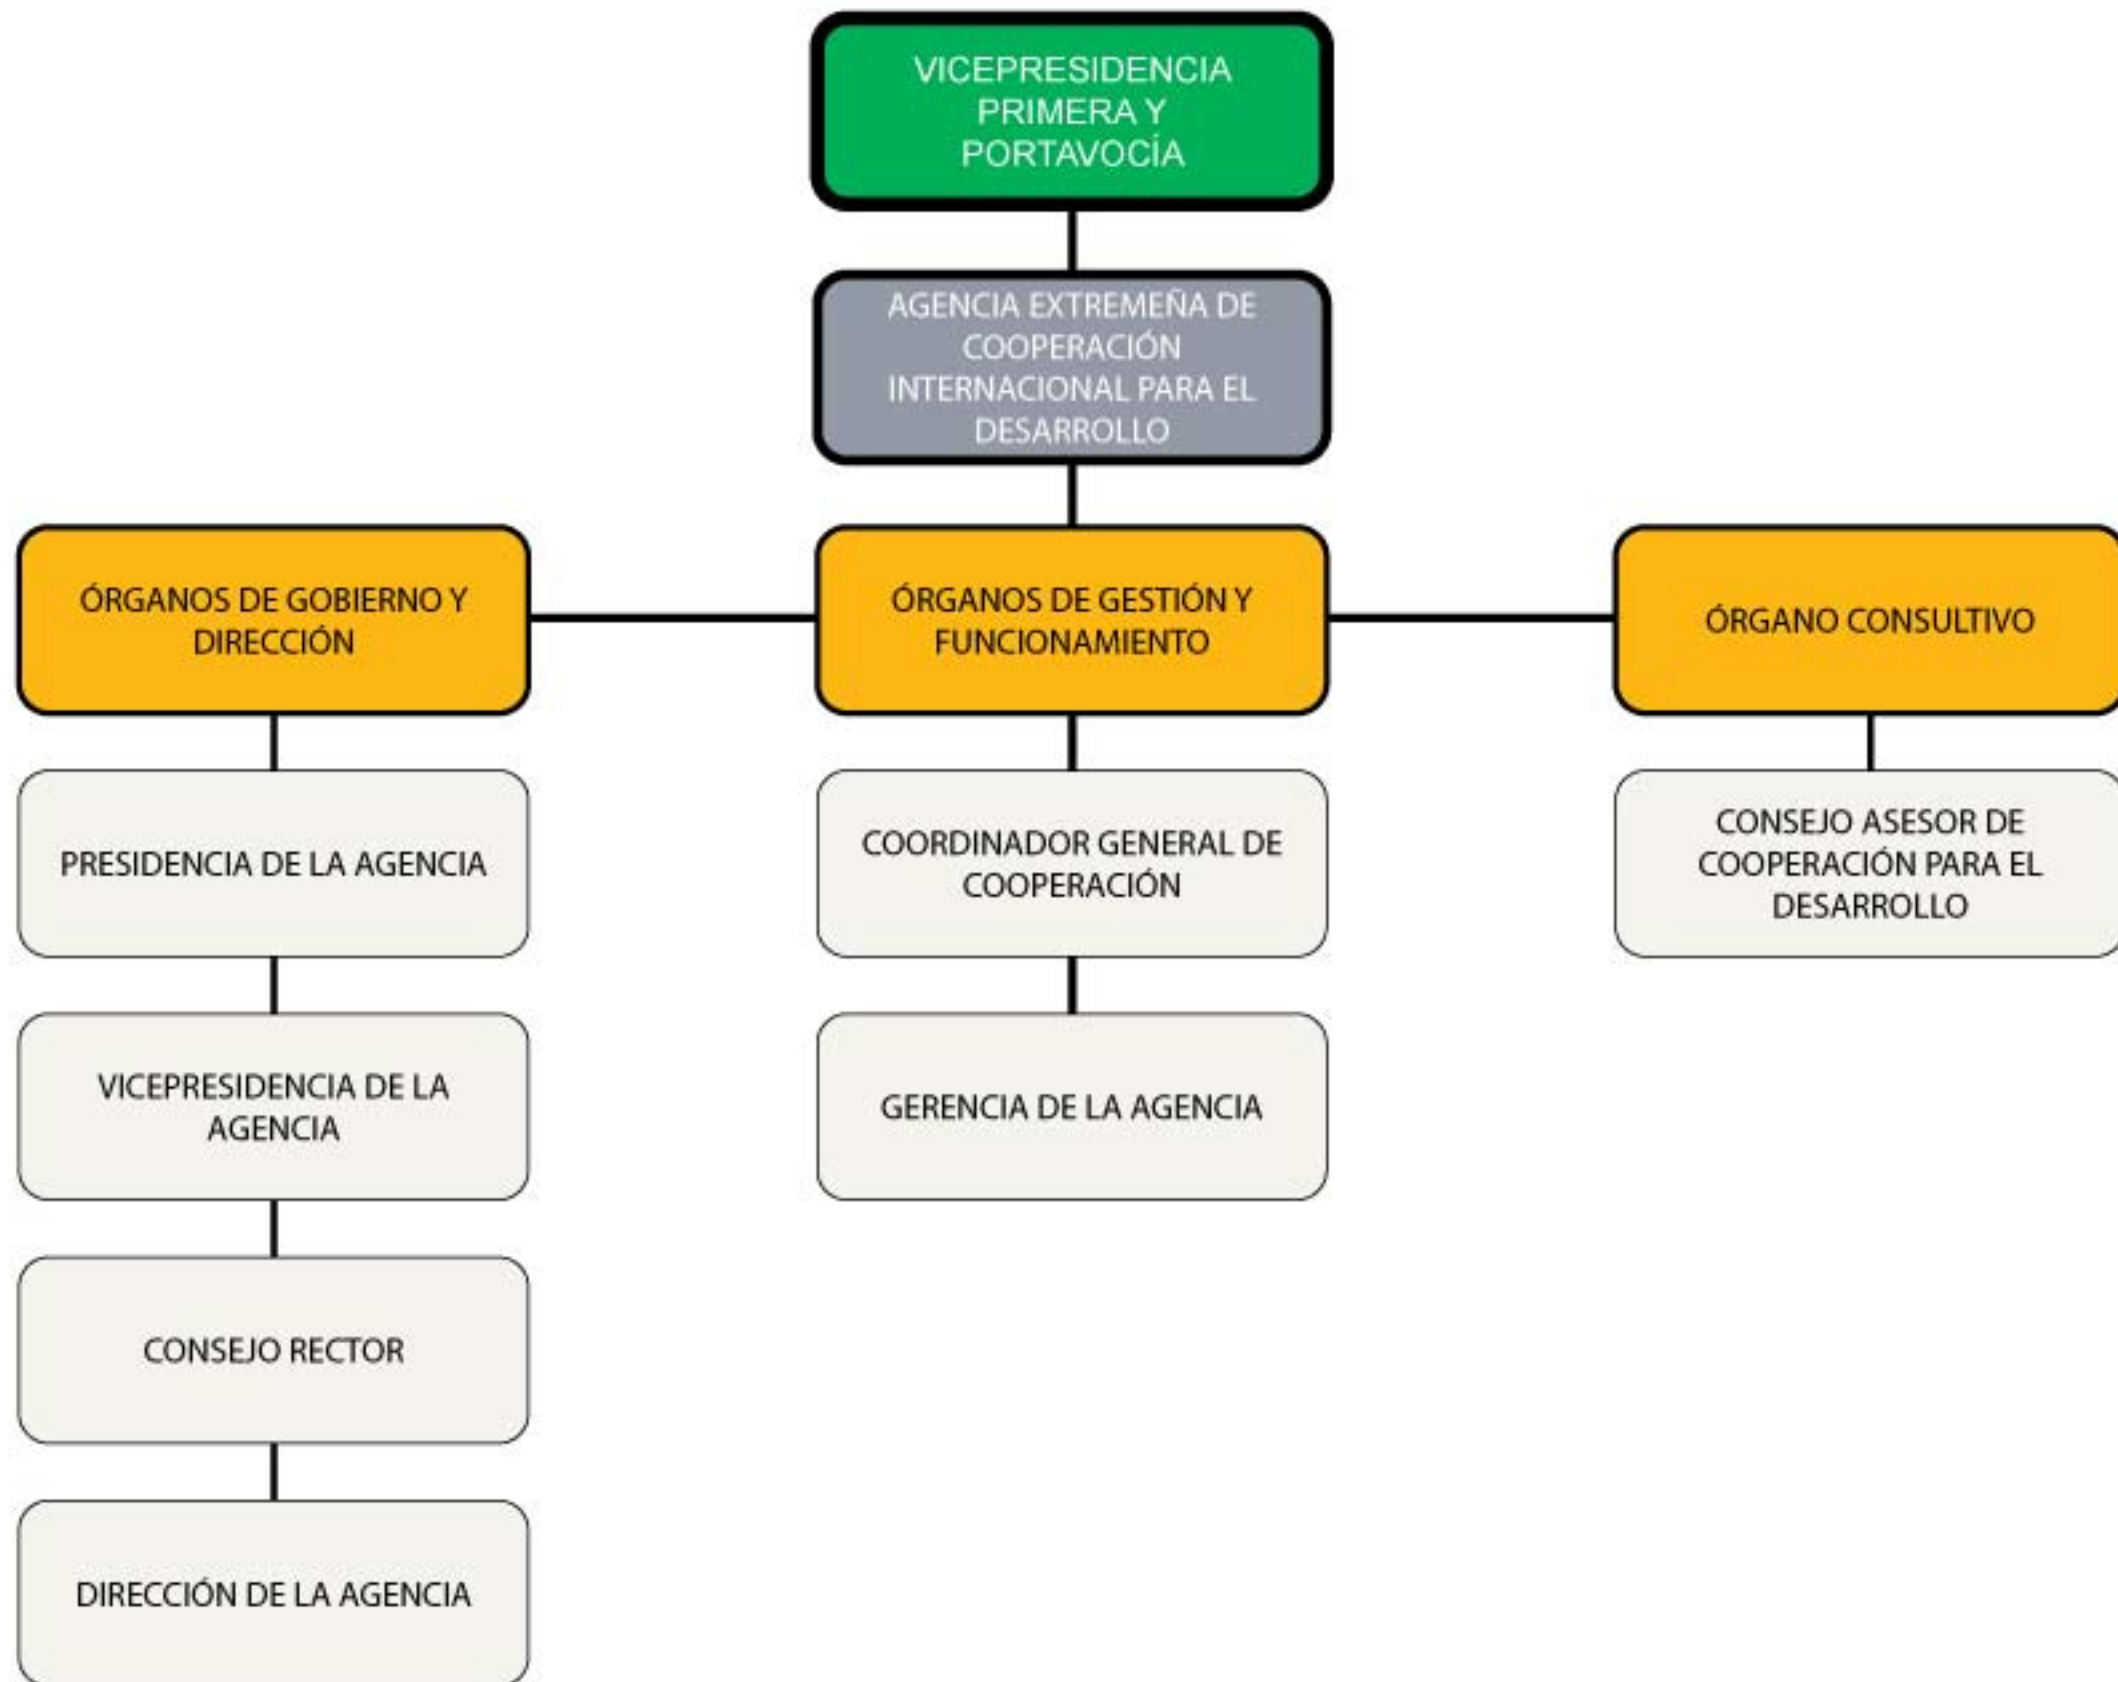 VICEPRESIDENCIA
PRIMERA Y
PORTAVOCÍA
AGENCIA EXTREMEÑA DE
COOPERACIÓN
INTERNACIONAL PARA EL
DESARROLLO
ÓRGANOS DE GOBIERNO Y
DIRECCIÓN
ÓRGANOS DE GESTIÓN Y
FUNCIONAMIENTO
ÓRGANO CONSULTIVO
PRESIDENCIA DE LA AGENCIA
COORDINADOR GENERAL DE
COOPERACIÓN
CONSEJO ASESOR DE
COOPERACIÓN PARA EL
DESARROLLO
VICEPRESIDENCIA DE LA
AGENCIA
GERENCIA DE LA AGENCIA
CONSEJO RECTOR
DIRECCIÓN DE LA AGENCIA